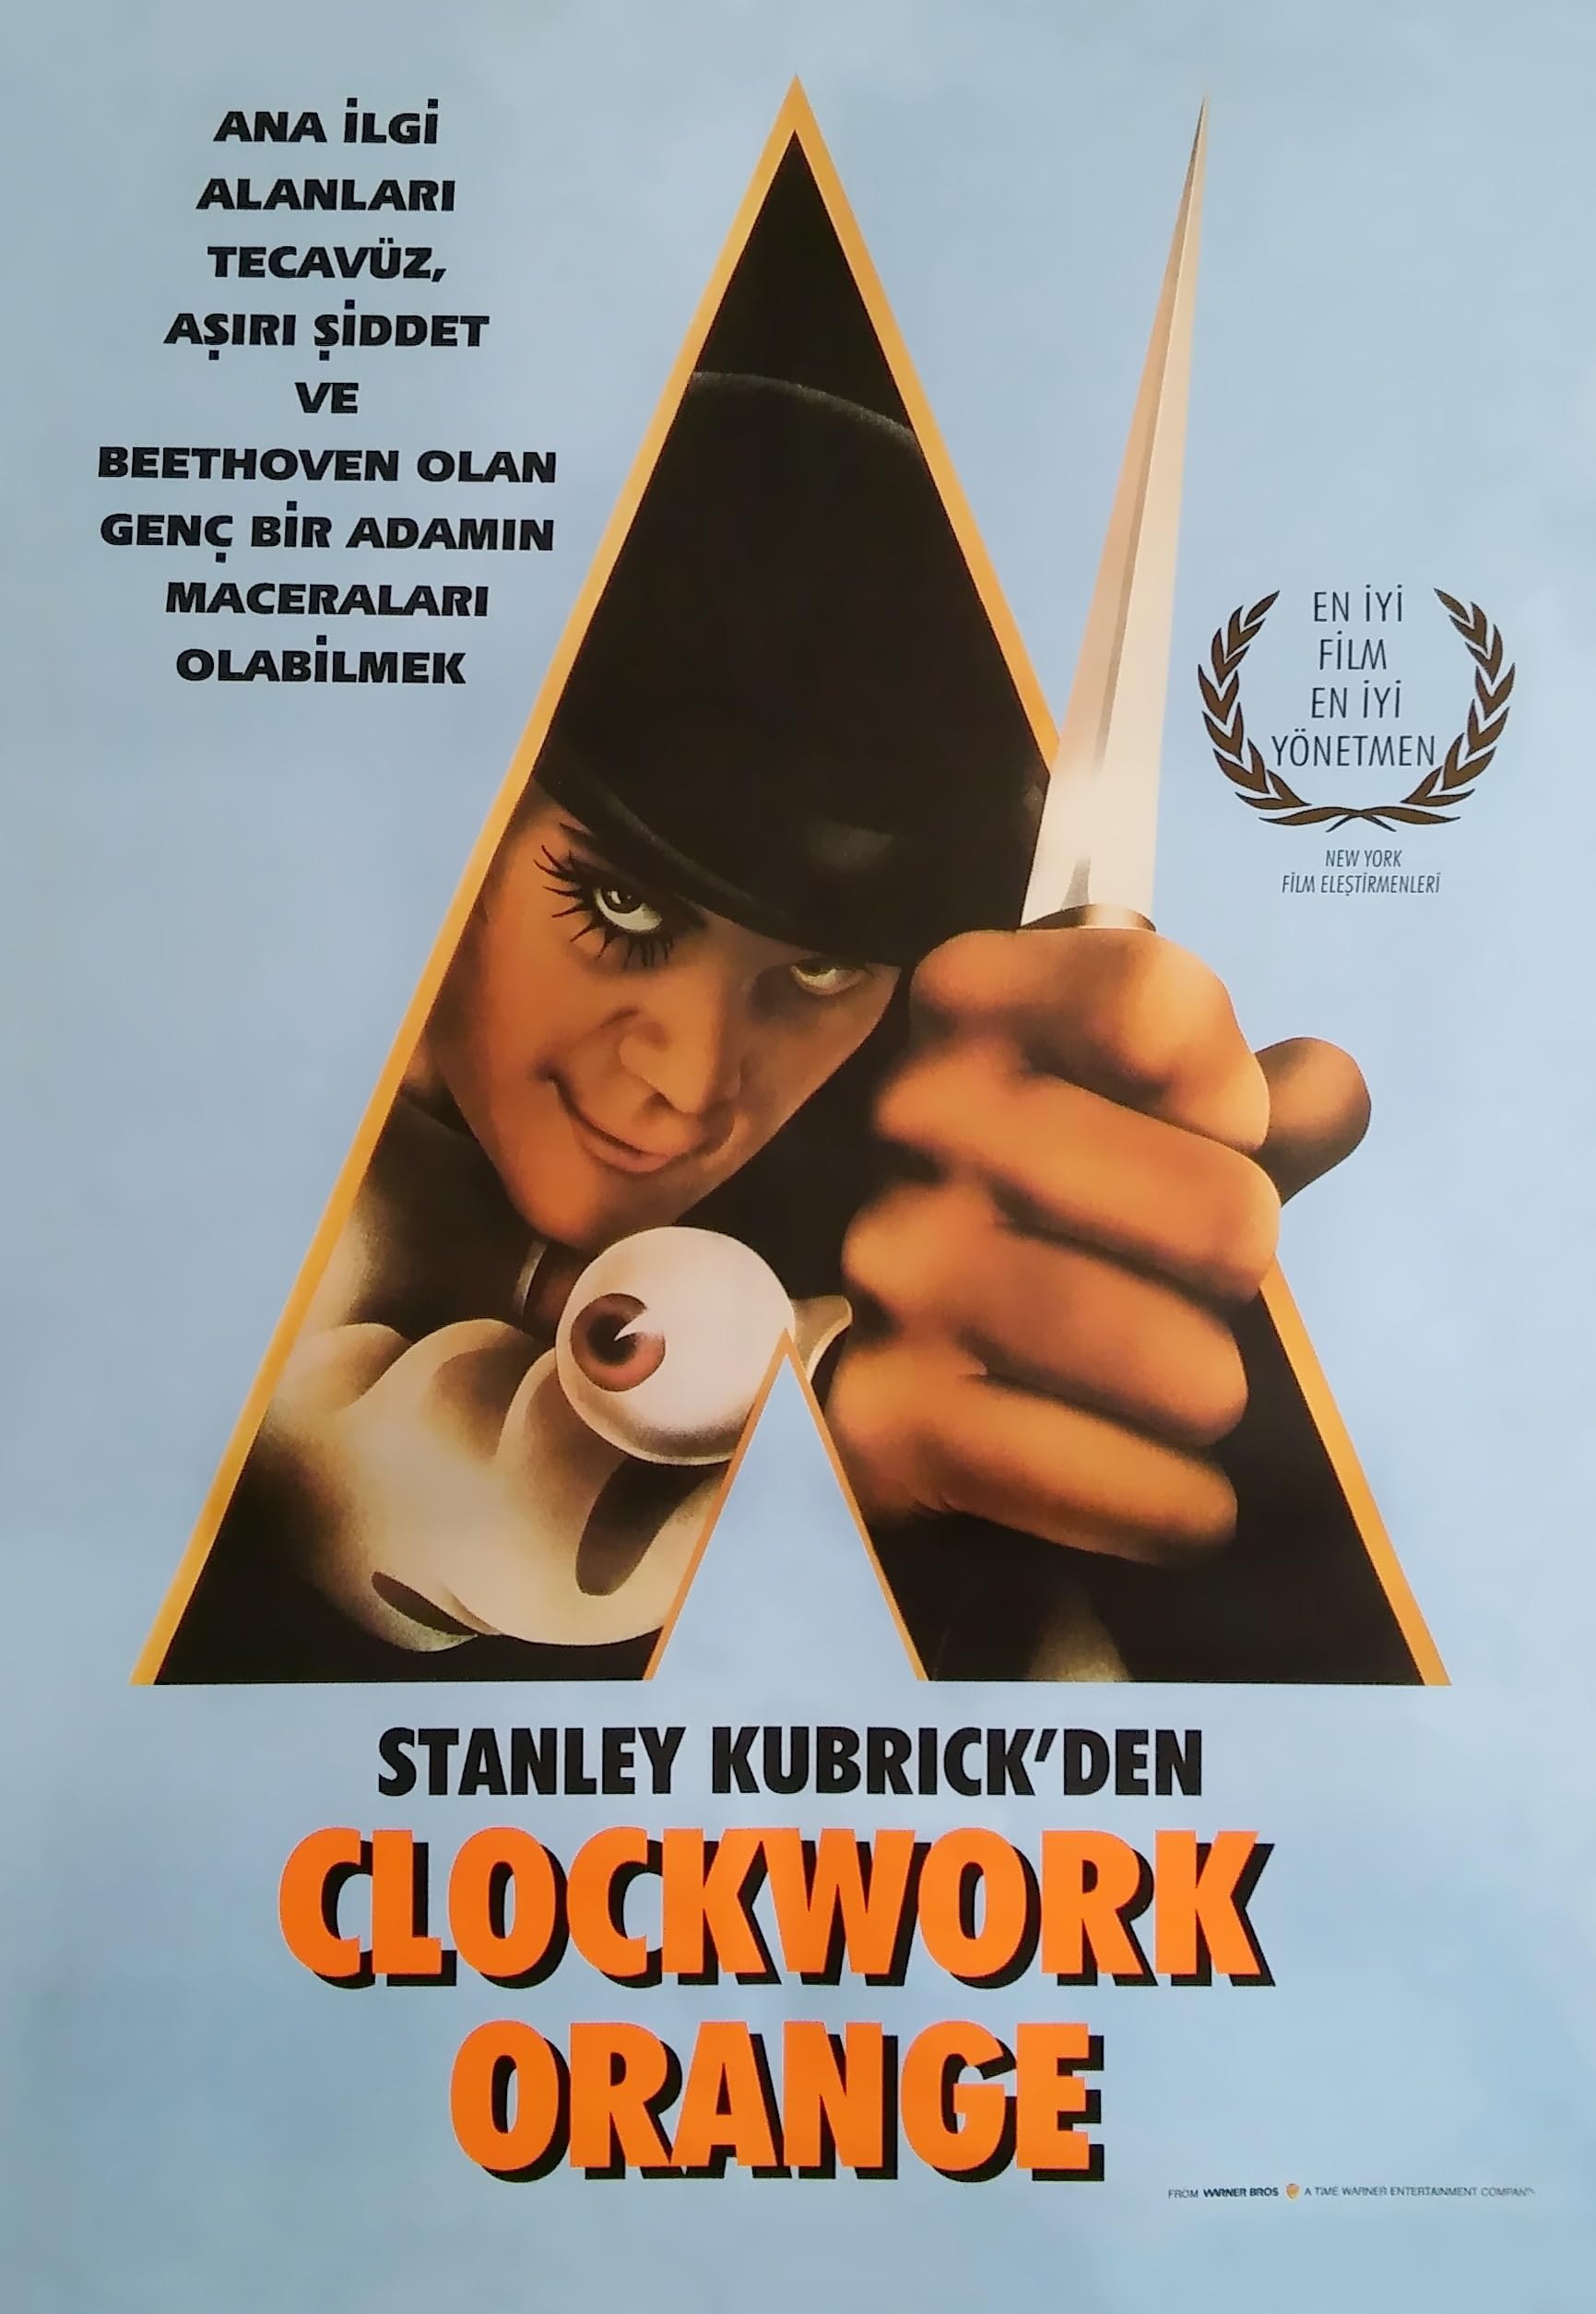 ANA İLGİ
ALANLARI
TECAVÜZ,
AŞIRI ŞİDDET
VE
BEETHOVEN OLAN
GENÇ BİR ADAMIN
MACERALARI
OLABİLMEK
EN İYİ
FİLM
EN İYİ
YÖNETMEN
NEW YORK
FİLM ELEŞTİRMENLERİ
STANLEY KUBRICK'DEN
CLOCKWORK
ORANGE
FROM WARNER BROS A TIME WARNER ENTERTAINMENT COMPANY